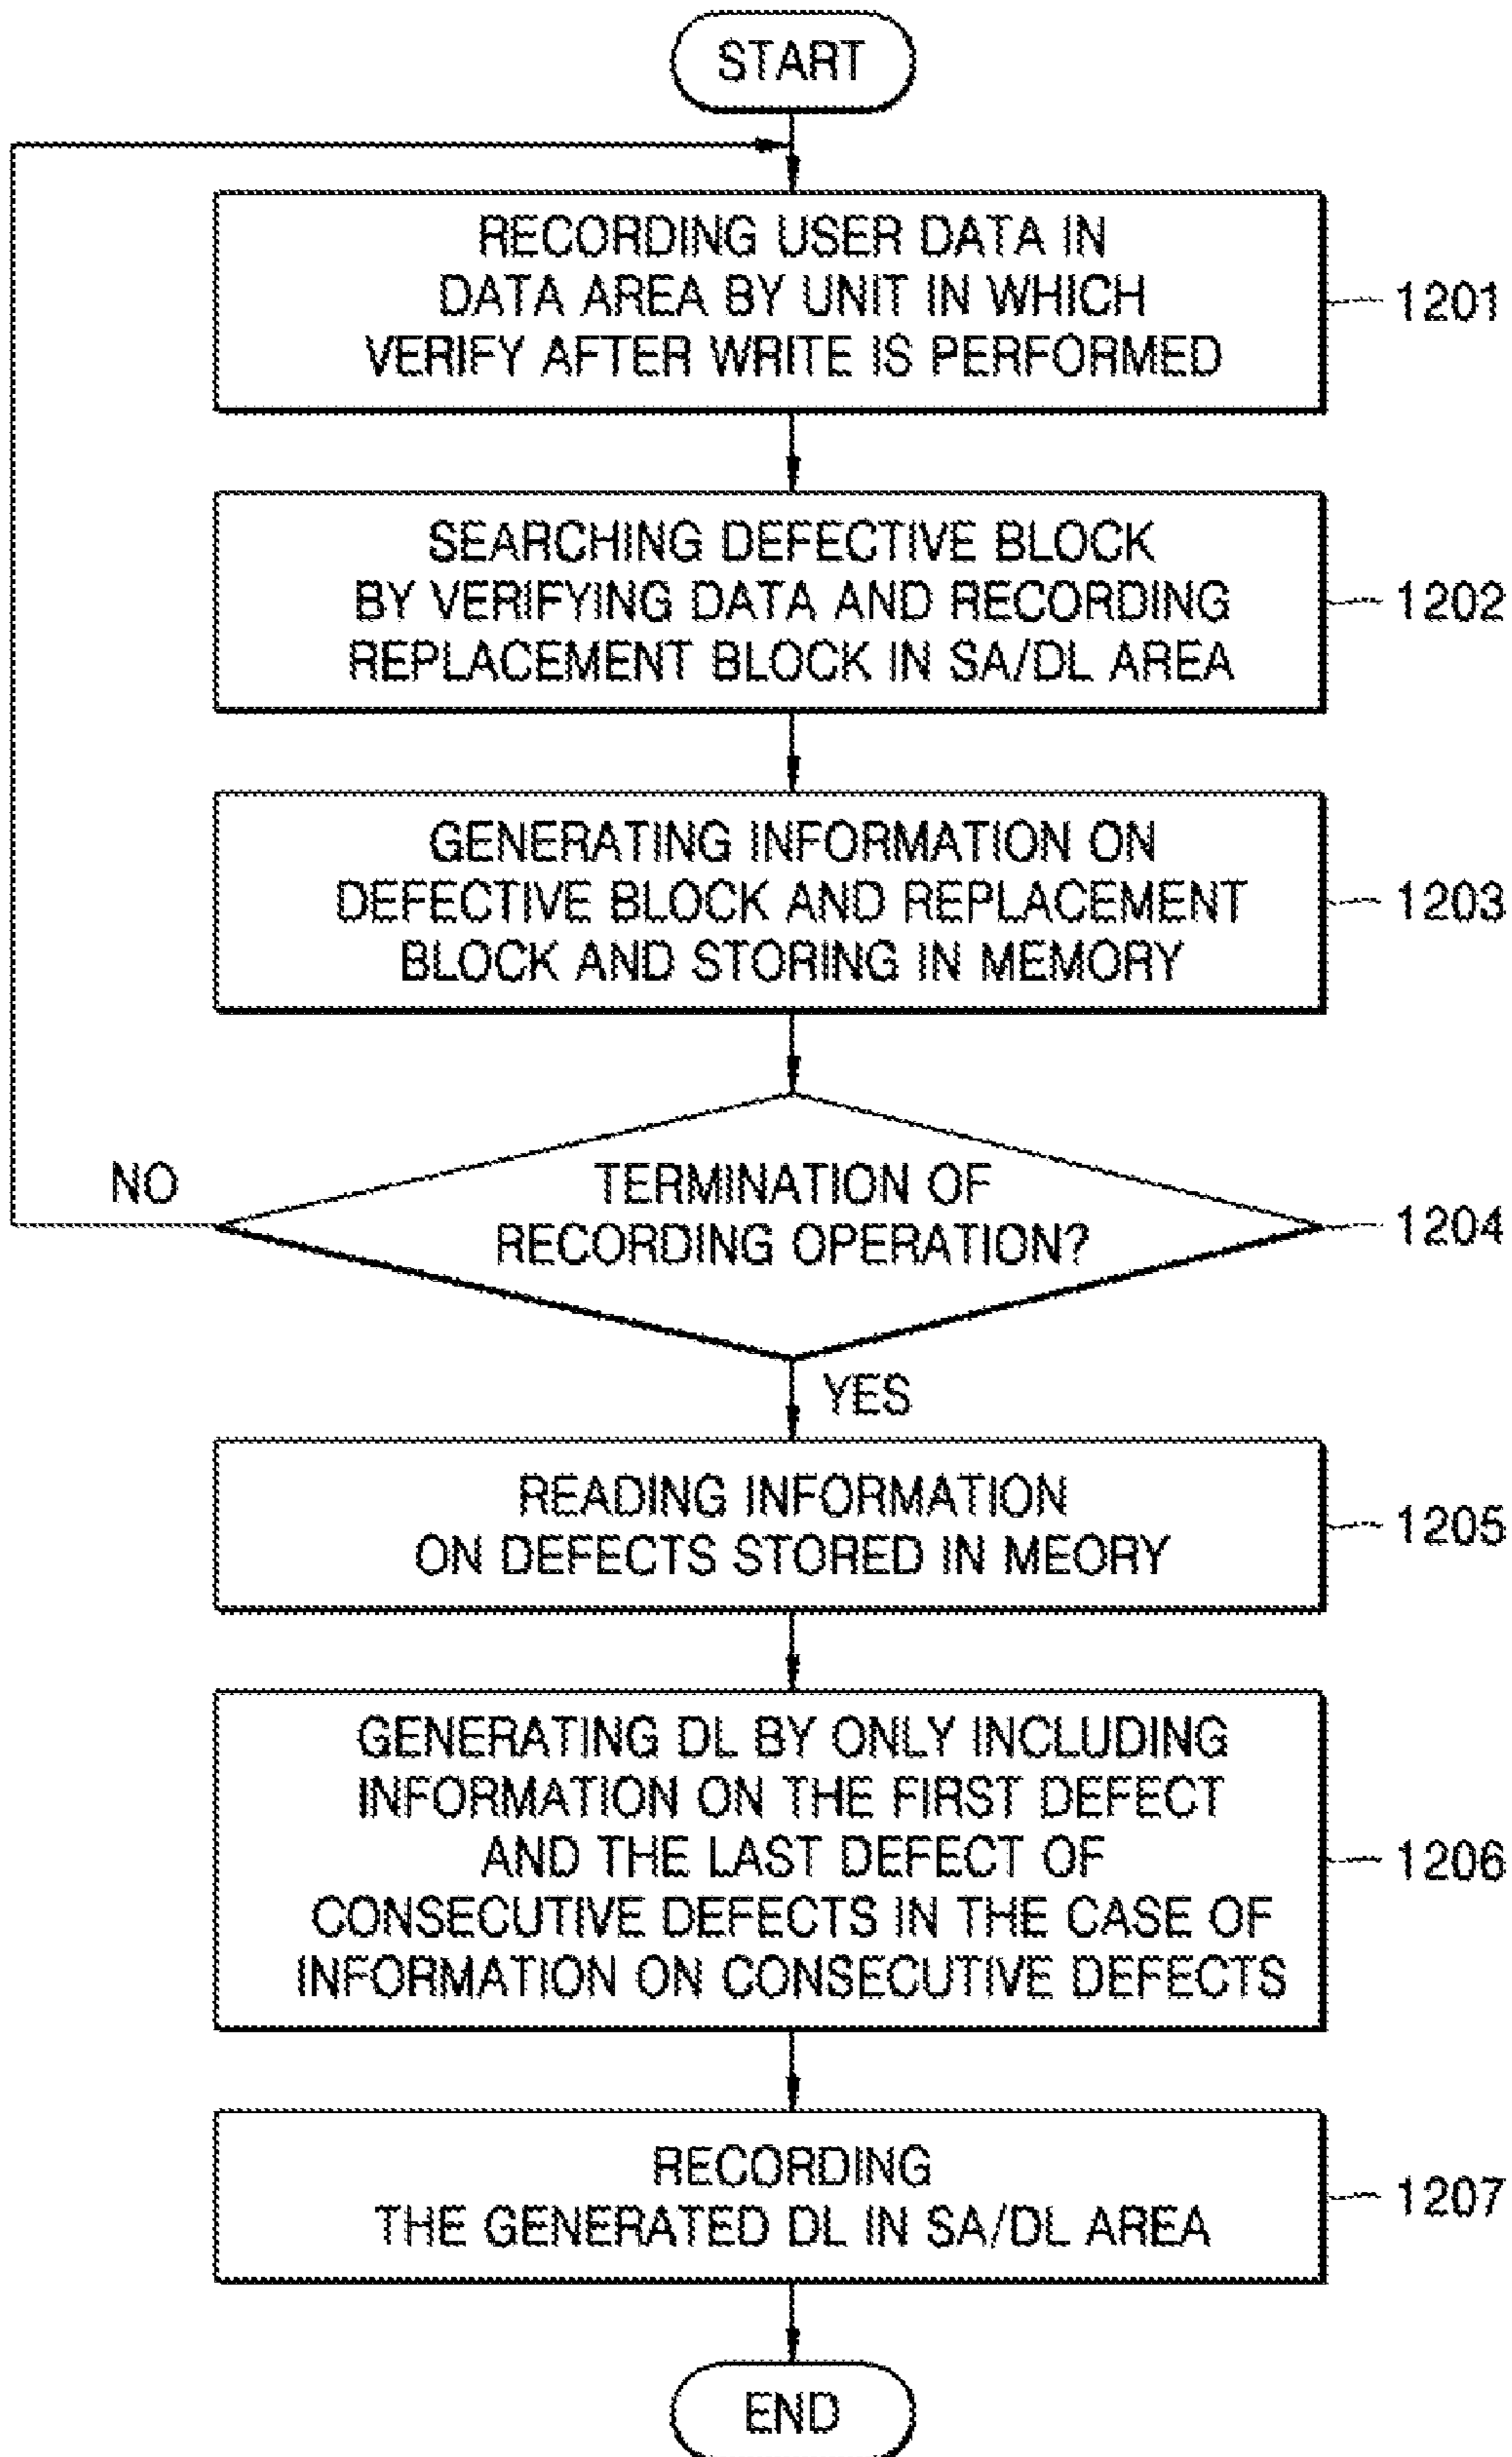 START
RECORDING USER DATA IN
DATA AREA BY UNIT IN WHICH
VERIFY AFTER WRITE IS PERFORMED
1201
SEARCHING DEFECTIVE BLOCK
BY VERIFYING DATA AND RECORDING
REPLACEMENT BLOCK IN SA/DL AREA
1202
GENERATING INFORMATION ON
DEFECTIVE BLOCK AND REPLACEMENT
BLOCK AND STORING IN MEMORY
1203
NO
TERMINATION OF
RECORDING OPERATION?
1204
YES
READING INFORMATION
ON DEFECTS STORED IN MEORY
1205
GENERATING DL BY ONLY INCLUDING
INFORMATION ON THE FIRST DEFECT
AND THE LAST DEFECT OF
CONSECUTIVE DEFECTS IN THE CASE OF
INFORMATION ON CONSECUTIVE DEFECTS
1206
RECORDING
THE GENERATED DL IN SA/DL AREA
1207
END